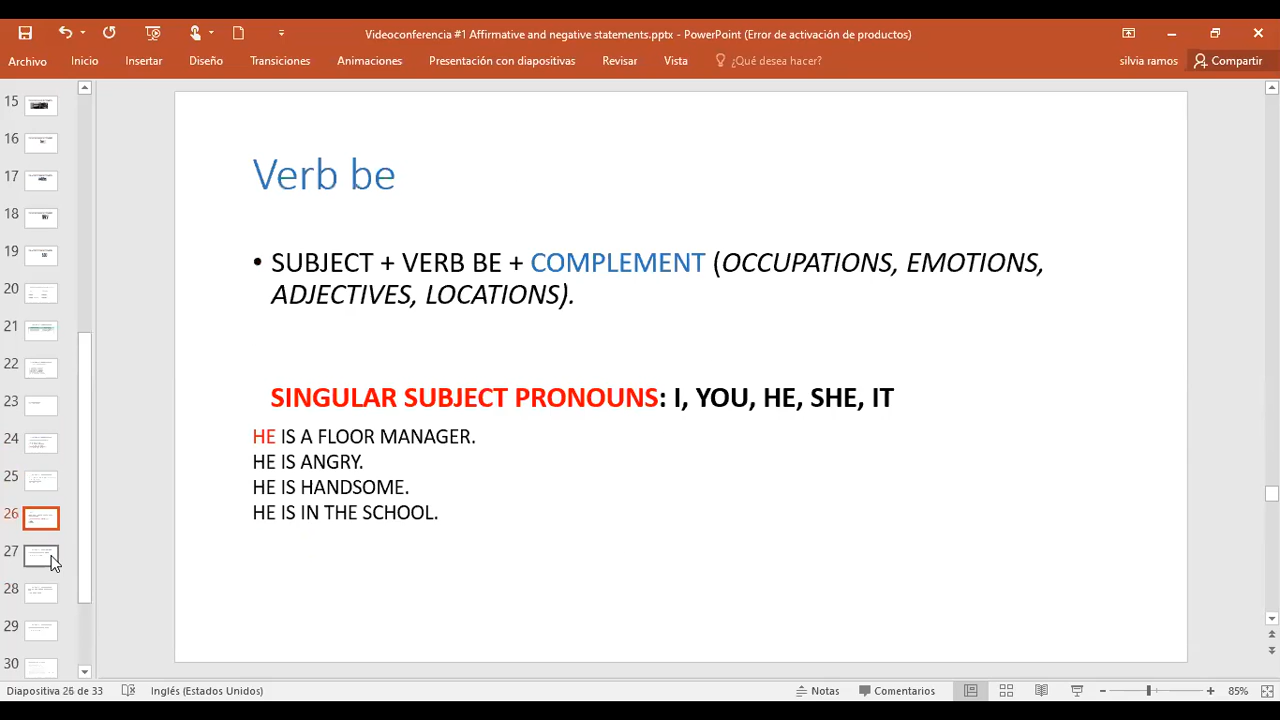 Videoconferencia #1 Affirmative and negative statements.pptx - PowerPoint (Error de activación de productos)
Archivo Inicio Insertar Diseño Transiciones Animaciones Presentación con diapositivas Revisar Vista ¿Qué desea hacer? silvia ramos Compartir
15
16
17
18
19
20
21
22
23
24
25
26
27
28
29
30
Verb be
• SUBJECT + VERB BE + COMPLEMENT (OCCUPATIONS, EMOTIONS,
ADJECTIVES, LOCATIONS).
SINGULAR SUBJECT PRONOUNS: I, YOU, HE, SHE, IT
HE IS A FLOOR MANAGER.
HE IS ANGRY.
HE IS HANDSOME.
HE IS IN THE SCHOOL.
Diapositiva 26 de 33 Inglés (Estados Unidos) Notas Comentarios 85%